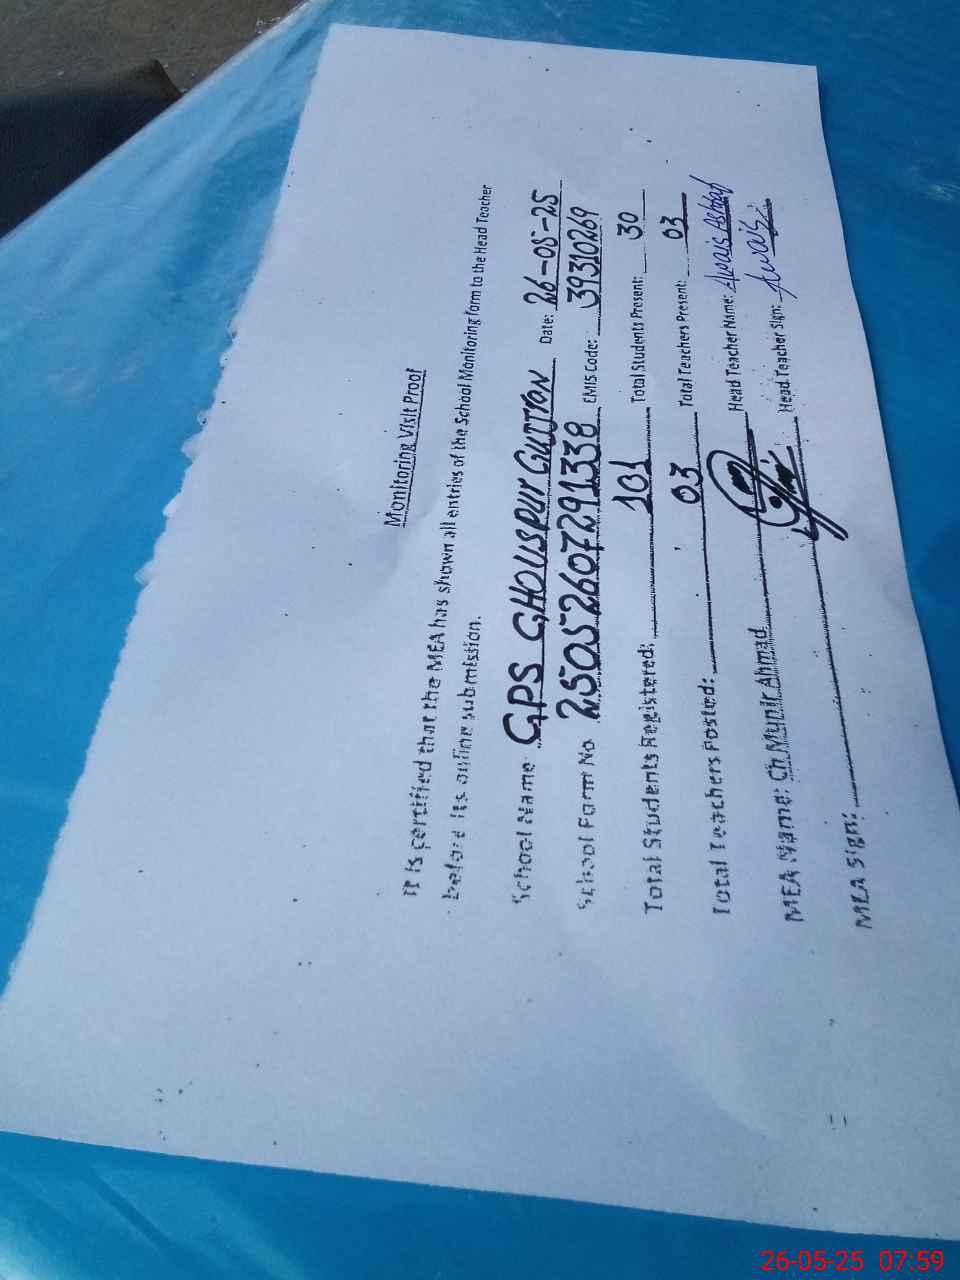 Monitoring Visit Proof
It is certified that the MEA has shown all entries of the School Monitoring form to the Head Teacher
before its online submission.
School Name: GPS GHOUSPUR GUTTON Date: 26-05-25
School Form No 25052607291338 EMIS Code: 39310269
Total Students Registered: 101 Total Students Present: 30
Total Teachers Posted: 03 Total Teachers Present: 03
MEA Name: Ch Munir Ahmad Head Teacher Name: Awais Ashraf
MEA Sign: Head Teacher Sign: Awais
26-05-25 07:59